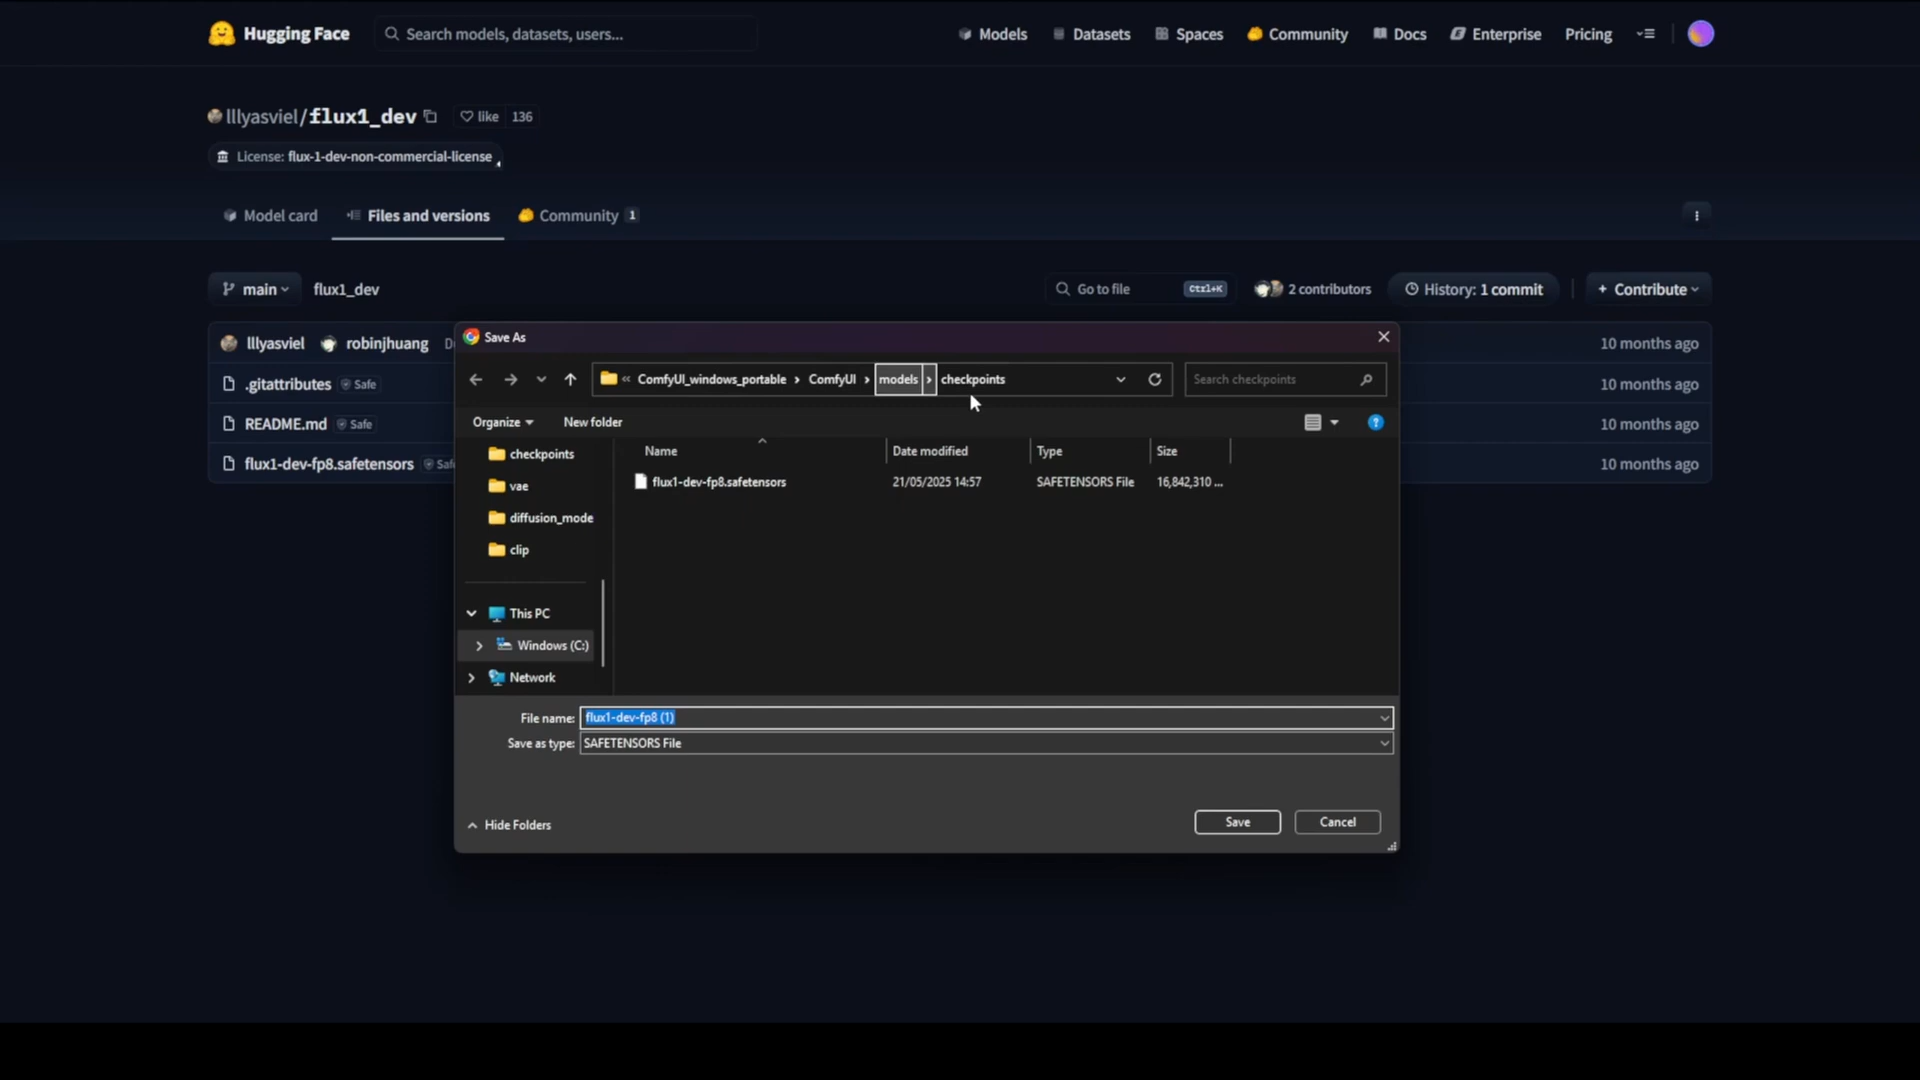 Hugging Face
Search models, datasets, users...
Models
Datasets
Spaces
Community
Docs
Enterprise
Pricing
lllyasviel/flux1_dev
like 136
License: flux-1-dev-non-commercial-license
Model card
Files and versions
Community 1
main
flux1_dev
Go to file Ctrl+K
2 contributors
History: 1 commit
+ Contribute
lllyasviel robinjhuang
10 months ago
.gitattributes Safe
10 months ago
README.md Safe
10 months ago
flux1-dev-fp8.safetensors
10 months ago
Save As
« ComfyUI_windows_portable › ComfyUI › models › checkpoints
Search checkpoints
Organize
New folder
checkpoints
vae
diffusion_mode
clip
This PC
Windows (C:)
Network
Name Date modified Type Size
flux1-dev-fp8.safetensors 21/05/2025 14:57 SAFETENSORS File 16,842,310 ...
File name: flux1-dev-fp8 (1)
Save as type: SAFETENSORS File
Hide Folders
Save
Cancel